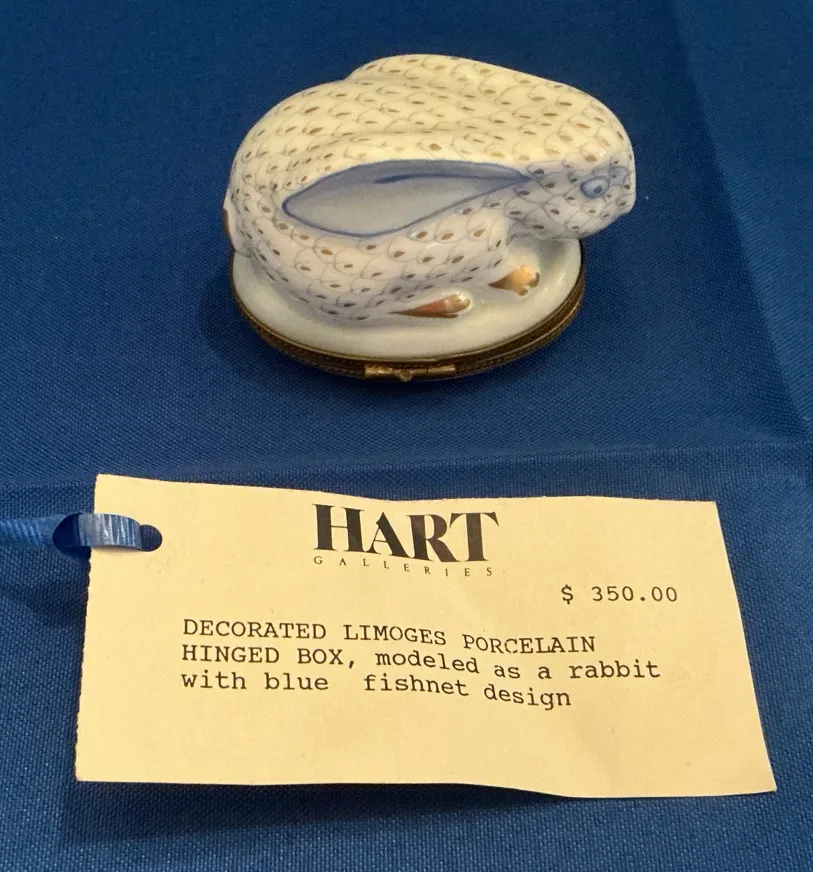 HART
GALLERIES
$ 350.00
DECORATED LIMOGES PORCELAIN
HINGED BOX, modeled as a rabbit
with blue fishnet design